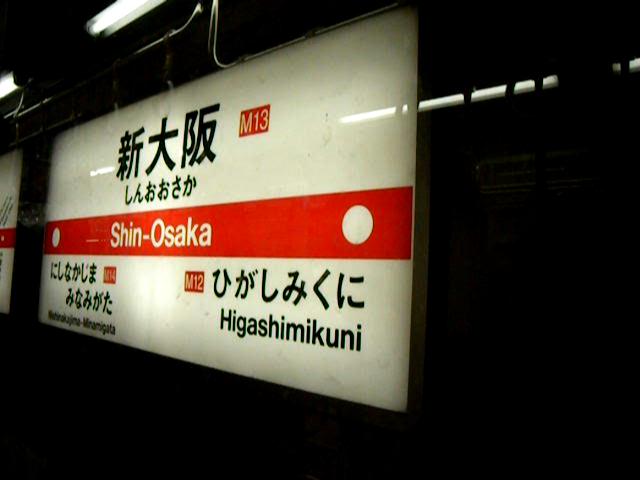 新大阪 M13
しんおおさか
Shin-Osaka
にしなかじま M14
みなみがた
Nishinakajima-Minamigata
M12 ひがしみくに
Higashimikuni